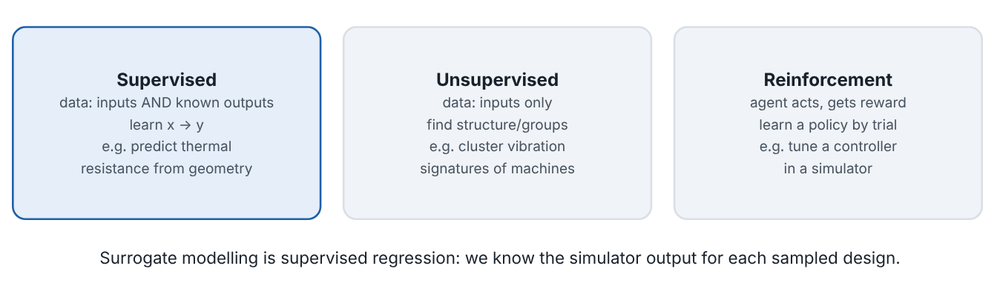 Supervised
data: inputs AND known outputs
learn x → y
e.g. predict thermal
resistance from geometry
Unsupervised
data: inputs only
find structure/groups
e.g. cluster vibration
signatures of machines
Reinforcement
agent acts, gets reward
learn a policy by trial
e.g. tune a controller
in a simulator
Surrogate modelling is supervised regression: we know the simulator output for each sampled design.